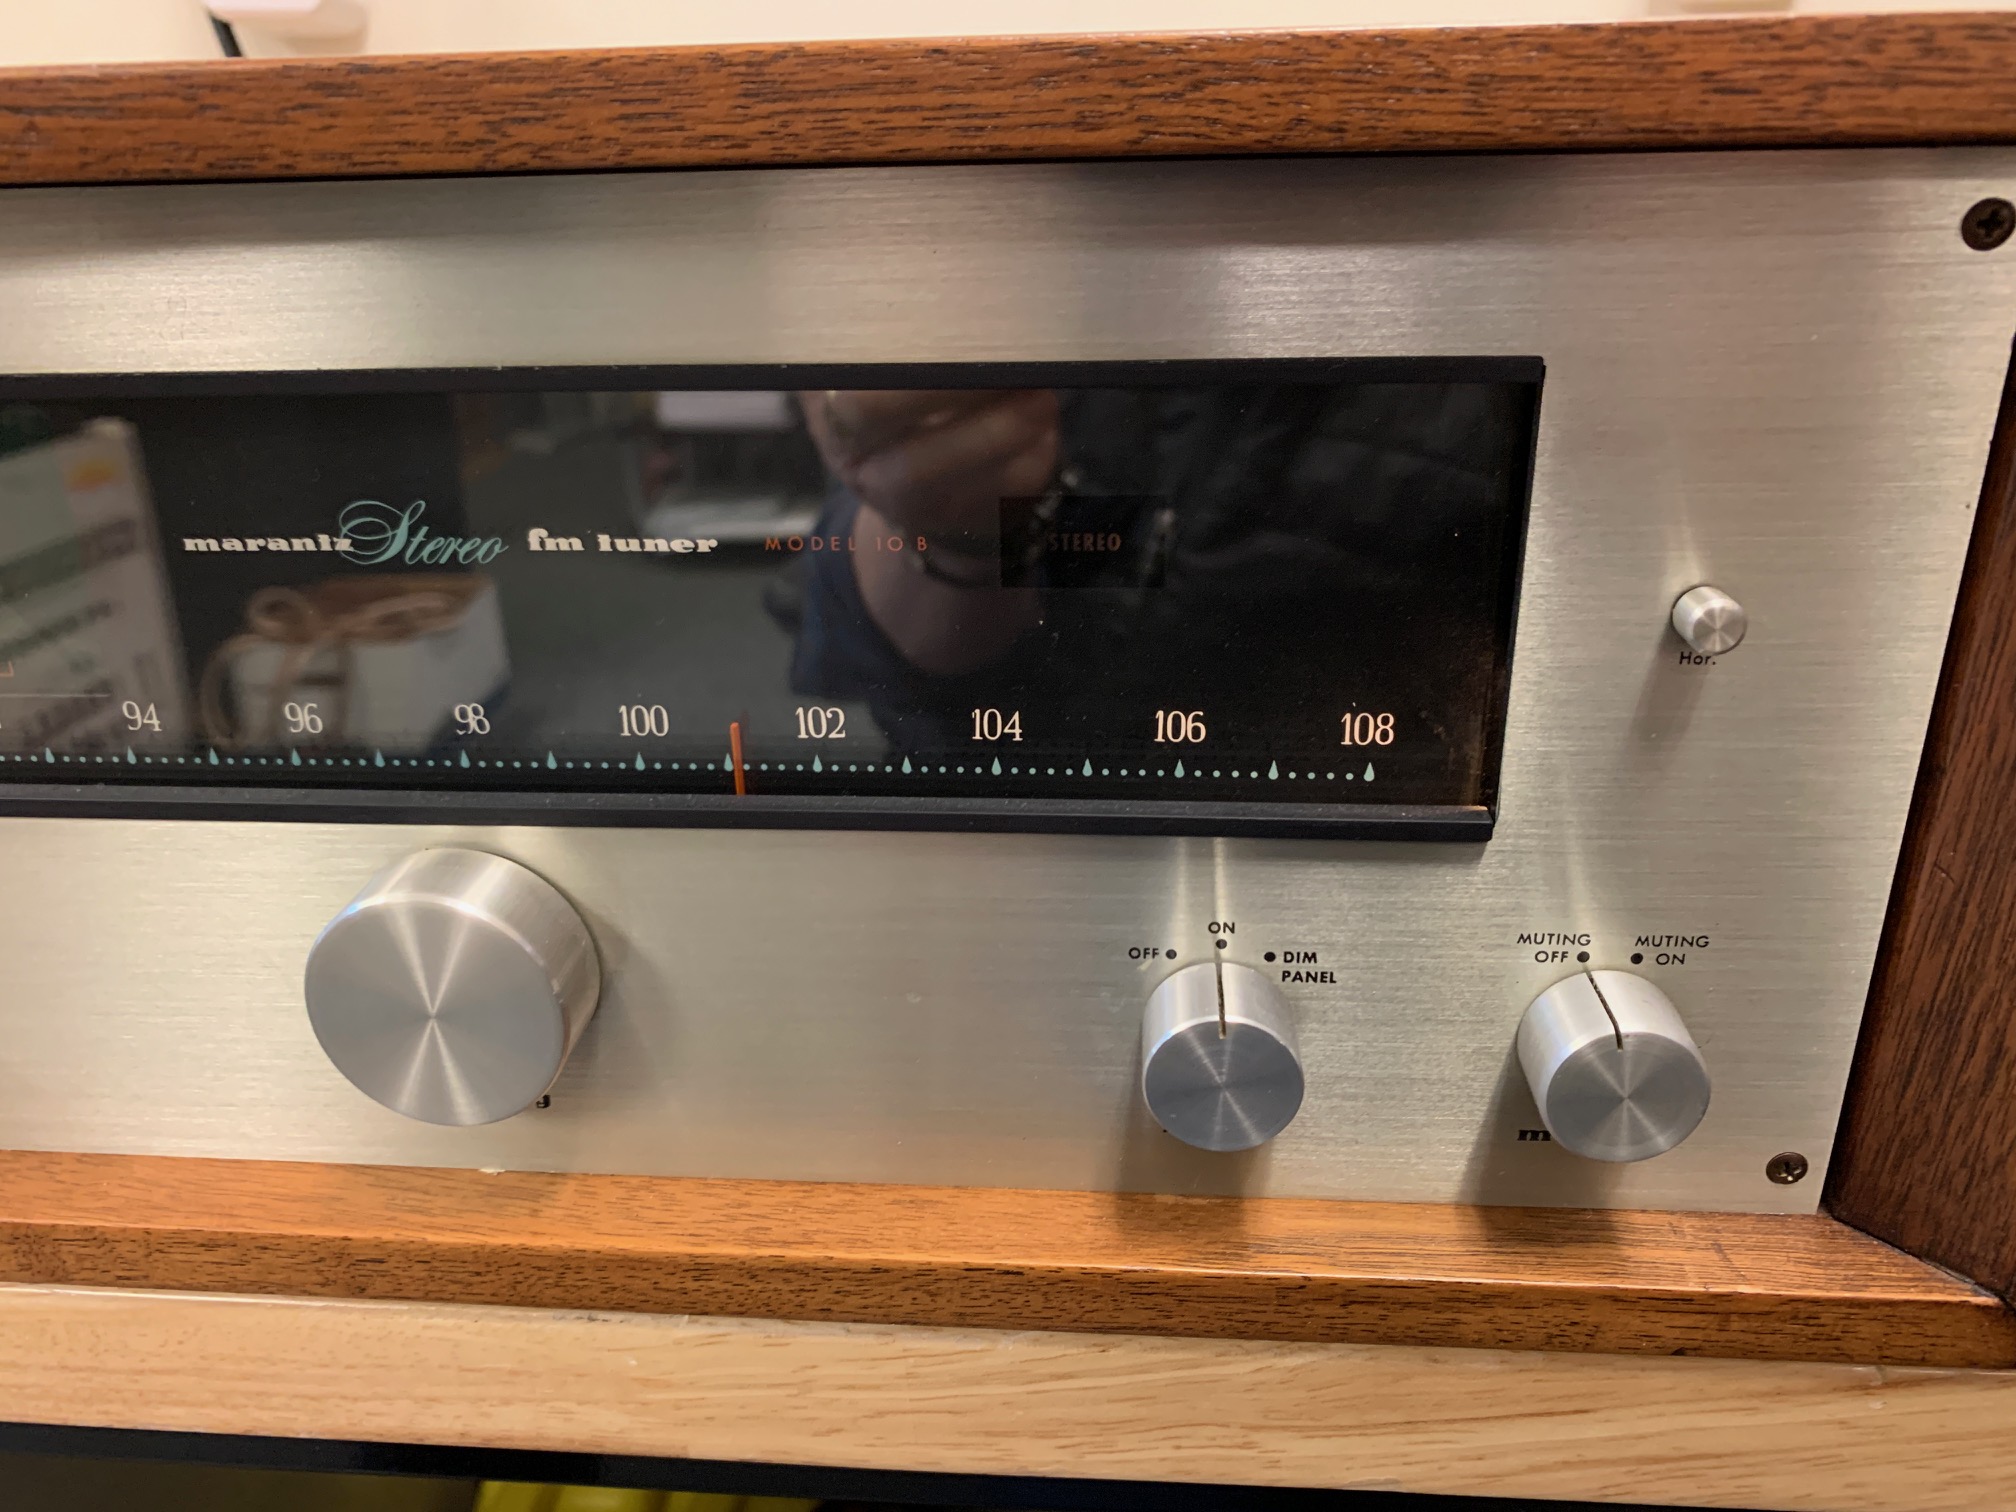 marantz Stereo fm tuner MODEL 10 B STEREO
94 96 98 100 102 104 106 108
Hor.
OFF ON DIM PANEL
MUTING OFF MUTING ON